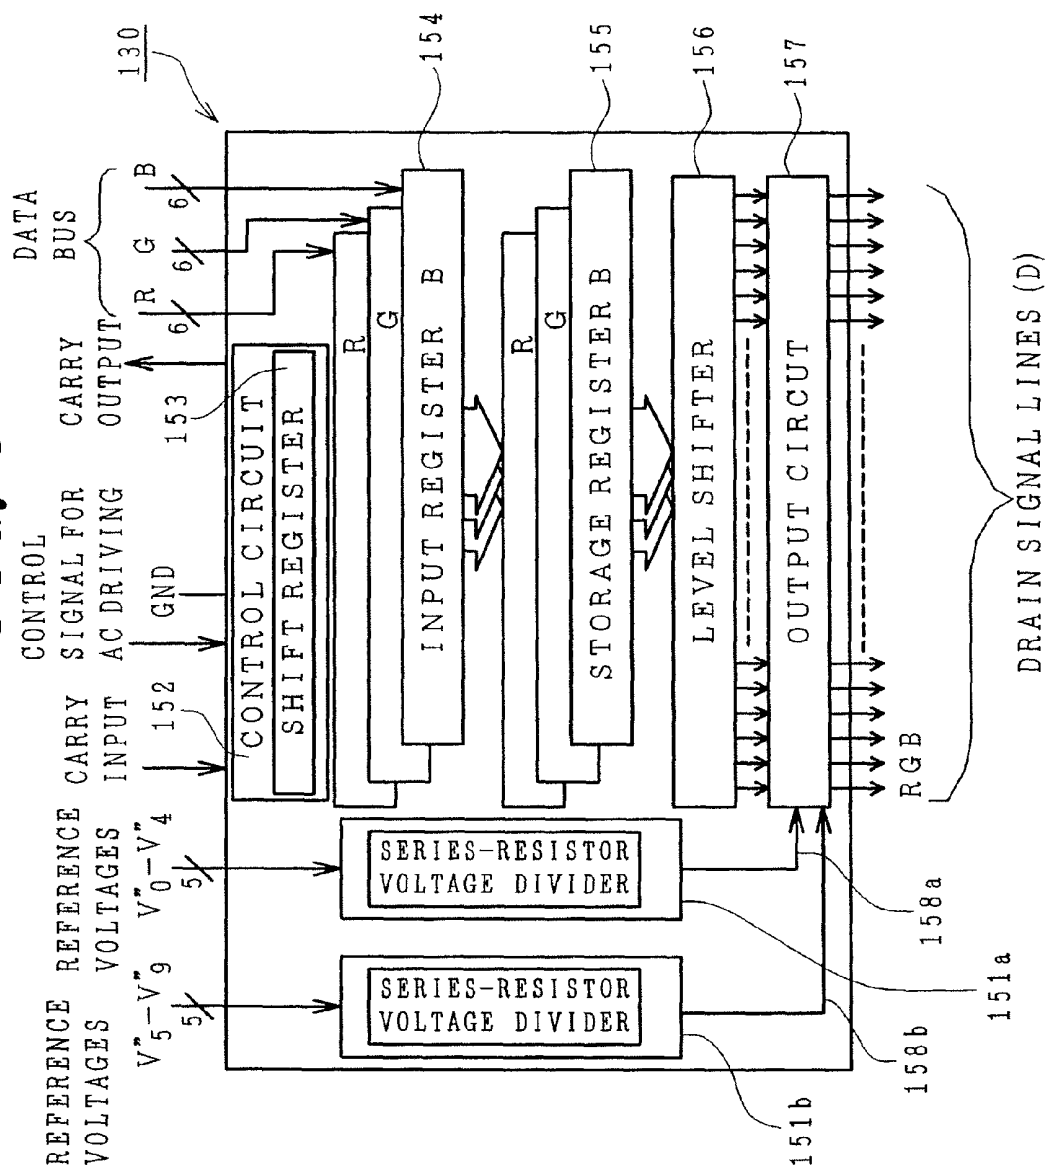 130
DATA
BUS
R
G
B
6
6
6
CARRY
OUTPUT
CONTROL
SIGNAL FOR
AC DRIVING
GND
CARRY
INPUT
REFERENCE
VOLTAGES
V"0-V"4
5
REFERENCE
VOLTAGES
V"5-V"9
5
152
153
CONTROL CIRCUIT
SHIFT REGISTER
R
G
INPUT REGISTER B
154
R
G
STORAGE REGISTER B
155
LEVEL SHIFTER
156
OUTPUT CIRCUT
157
SERIES-RESISTOR
VOLTAGE DIVIDER
SERIES-RESISTOR
VOLTAGE DIVIDER
158a
151a
158b
151b
RGB
DRAIN SIGNAL LINES (D)